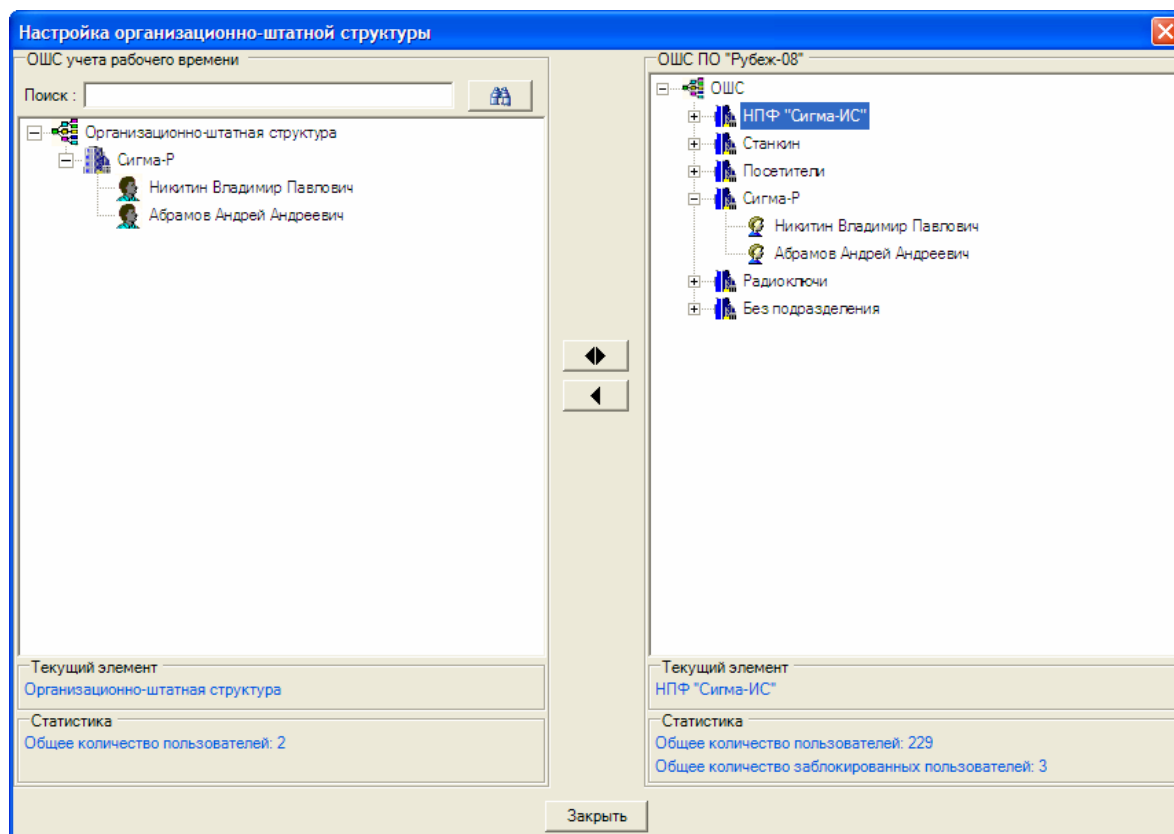 Настройка организационно-штатной структуры
ОШС учета рабочего времени
Поиск :
Организационно-штатная структура
Сигма-Р
Никитин Владимир Павлович
Абрамов Андрей Андреевич
Текущий элемент
Организационно-штатная структура
Статистика
Общее количество пользователей: 2
ОШС ПО "Рубеж-08"
ОШС
НПФ "Сигма-ИС"
Станкин
Посетители
Сигма-Р
Никитин Владимир Павлович
Абрамов Андрей Андреевич
Радиоключи
Без подразделения
Текущий элемент
НПФ "Сигма-ИС"
Статистика
Общее количество пользователей: 229
Общее количество заблокированных пользователей: 3
Закрыть